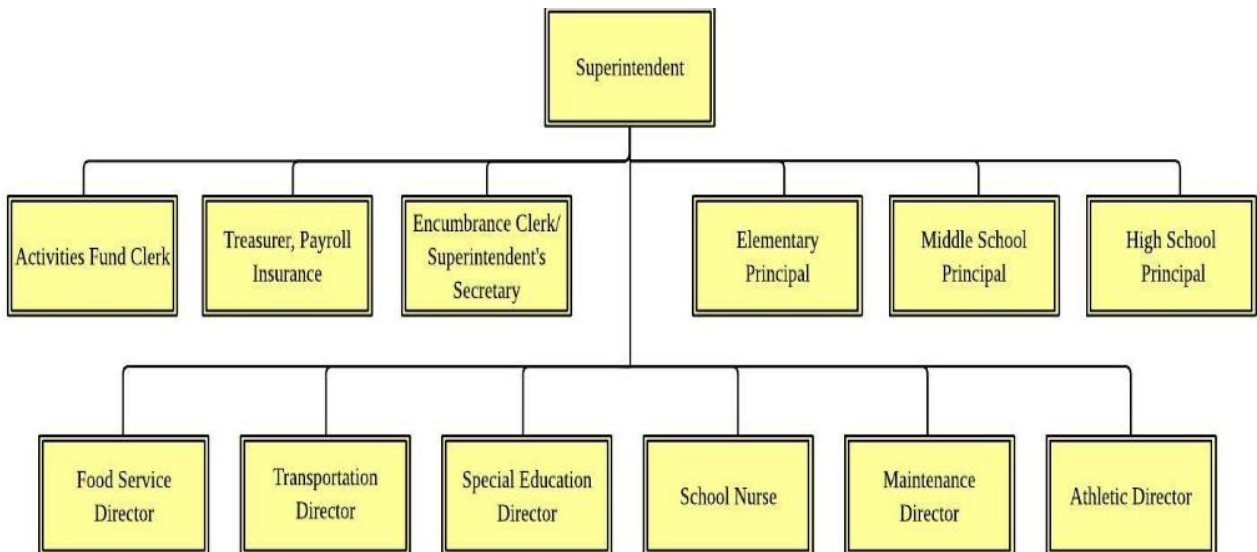 Superintendent
Activities Fund Clerk
Treasurer, Payroll
Insurance
Encumbrance Clerk/
Superintendent's
Secretary
Elementary
Principal
Middle School
Principal
High School
Principal
Food Service
Director
Transportation
Director
Special Education
Director
School Nurse
Maintenance
Director
Athletic Director